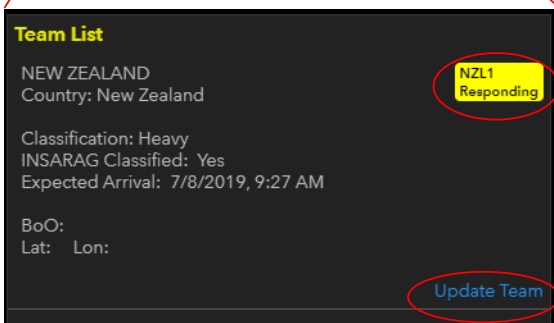 Team List
NEW ZEALAND
Country: New Zealand
NZL1
Responding
Classification: Heavy
INSARAG Classified:  Yes
Expected Arrival:  7/8/2019, 9:27 AM
BoO:
Lat:    Lon:
Update Team